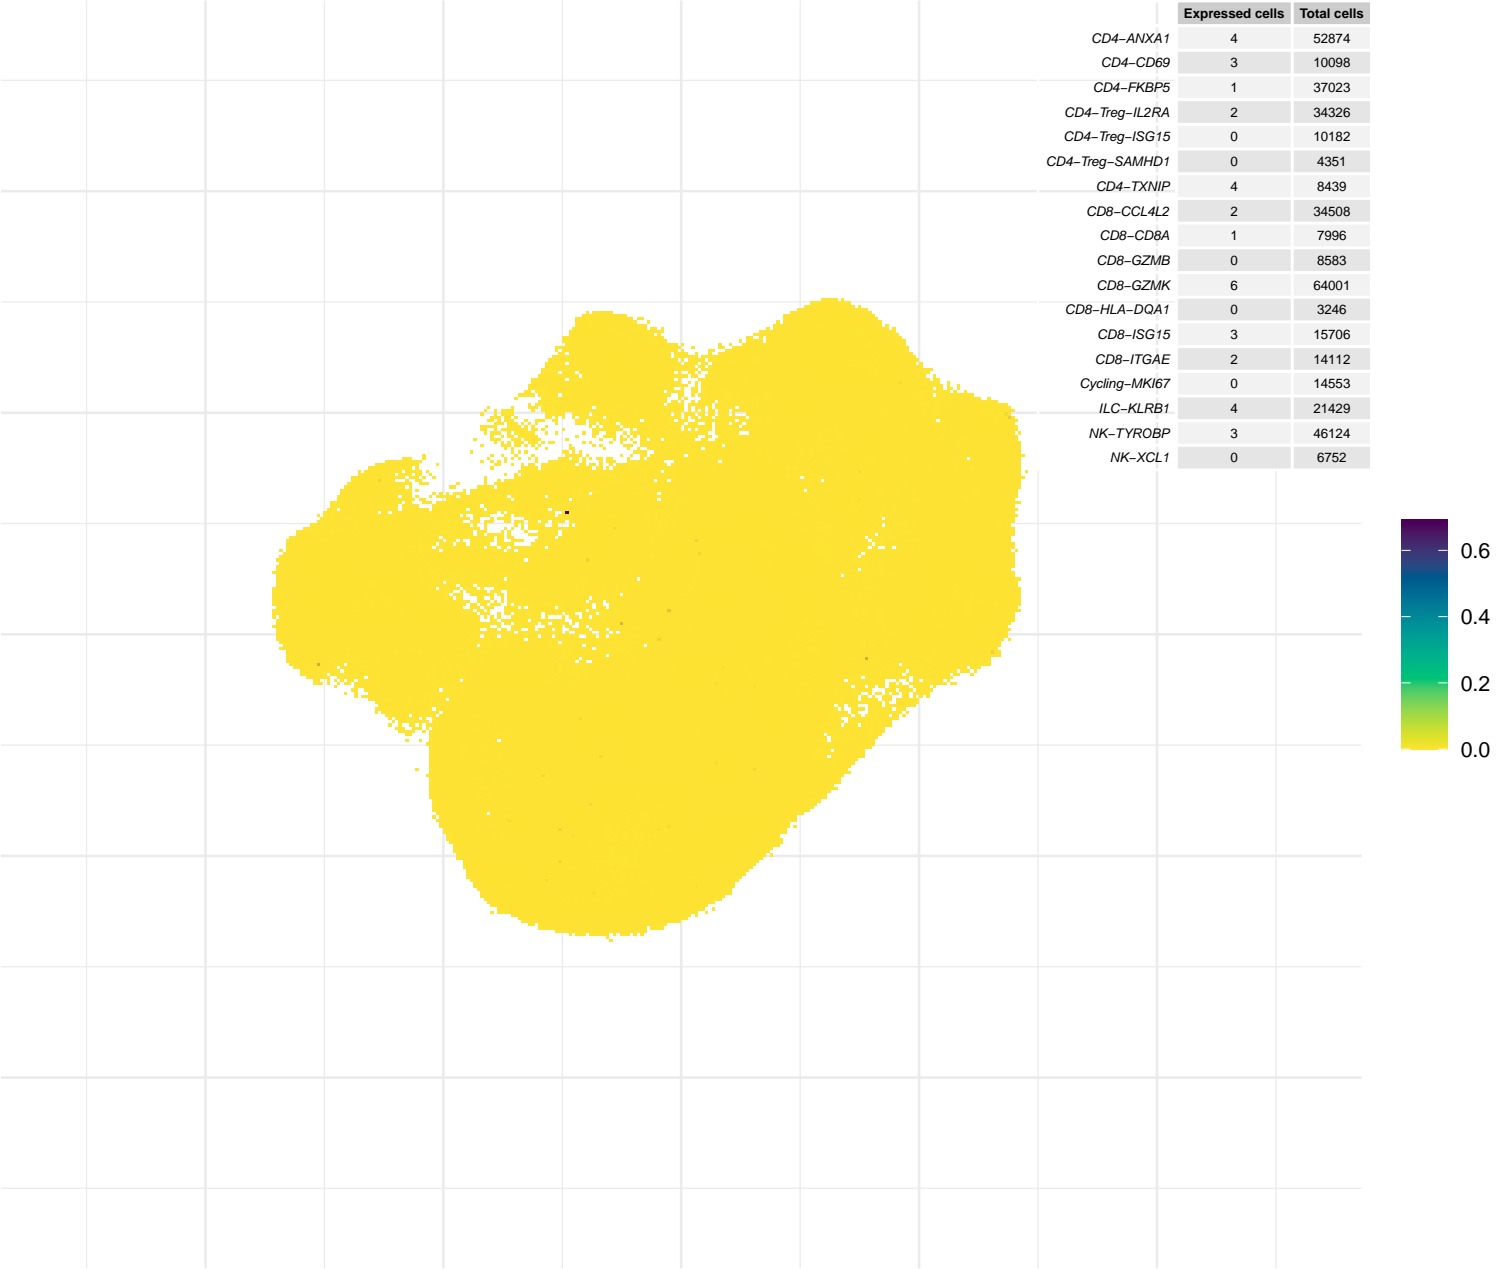 Expressed cells Total cells
CD4−ANXA1 4 52874
CD4−CD69 3 10098
CD4−FKBP5 1 37023
CD4−Treg−IL2RA 2 34326
CD4−Treg−ISG15 0 10182
CD4−Treg−SAMHD1 0 4351
CD4−TXNIP 4 8439
CD8−CCL4L2 2 34508
CD8−CD8A 1 7996
CD8−GZMB 0 8583
CD8−GZMK 6 64001
CD8−HLA−DQA1 0 3246
CD8−ISG15 3 15706
CD8−ITGAE 2 14112
Cycling−MKI67 0 14553
ILC−KLRB1 4 21429
NK−TYROBP 3 46124
NK−XCL1 0 6752
0.6
0.4
0.2
0.0